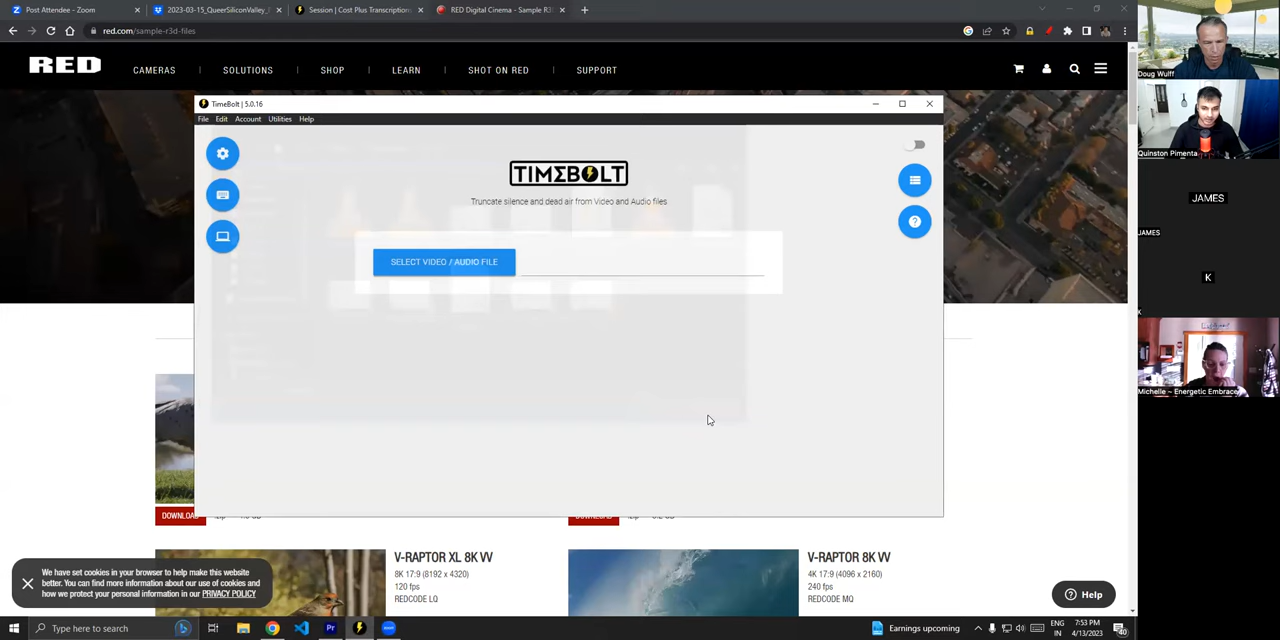 Post Attendee - Zoom
2023-03-15_QueerSiliconValley_
Session | Cost Plus Transcription
RED Digital Cinema - Sample R3
red.com/sample-r3d-files
RED
CAMERAS | SOLUTIONS | SHOP | LEARN | SHOT ON RED | SUPPORT
TimeBolt | 5.0.16
File Edit Account Utilities Help
TIMEBOLT
Truncate silence and dead air from Video and Audio files
SELECT VIDEO / AUDIO FILE
DOWNLOAD
DOWNLOAD
V-RAPTOR XL 8K VV
8K 17:9 (8192 x 4320)
120 fps
REDCODE LQ
V-RAPTOR 8K VV
4K 17:9 (4096 x 2160)
240 fps
REDCODE MQ
We have set cookies in your browser to help make this website
better. You can find more information about our use of cookies and
how we protect your personal information in our PRIVACY POLICY
Help
Doug Wulff
Quinston Pimenta
JAMES
JAMES
K
K
Michelle ~ Energetic Embrace
Type here to search
Earnings upcoming
ENG
IN
7:53 PM
4/13/2023